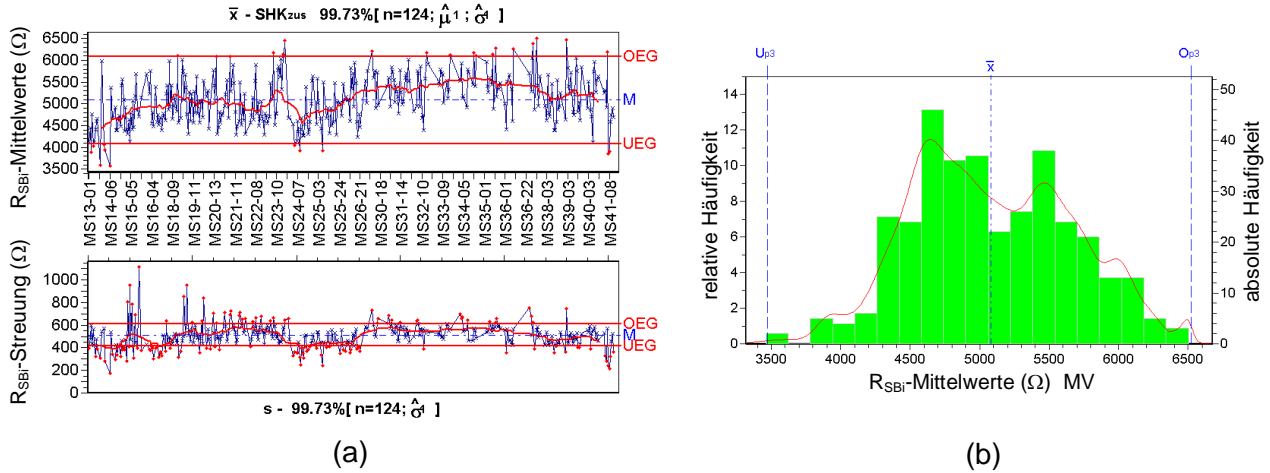 x̄ - SHKzus 99.73%[ n=124; μ̂1 ; σ̂1 ]
RSBi-Mittelwerte (Ω)
6500
6000
5500
5000
4500
4000
3500
OEG
M
UEG
MS13-01
MS14-06
MS15-05
MS16-04
MS17-03
MS18-09
MS19-11
MS20-13
MS21-11
MS22-08
MS23-10
MS24-07
MS25-03
MS25-24
MS26-21
MS31-14
MS32-10
MS33-09
MS34-05
MS35-01
MS36-01
MS36-22
MS38-03
MS39-03
MS40-03
MS41-08
RSBi-Streuung (Ω)
1000
800
600
400
200
0
OEG
M
UEG
s - 99.73%[ n=124; σ̂1 ]
(a)
Up3
x̄
Op3
relative Häufigkeit
14
12
10
8
6
4
2
0
absolute Häufigkeit
50
40
30
20
10
0
3500 4000 4500 5000 5500 6000 6500
RSBi-Mittelwerte (Ω) MV
(b)